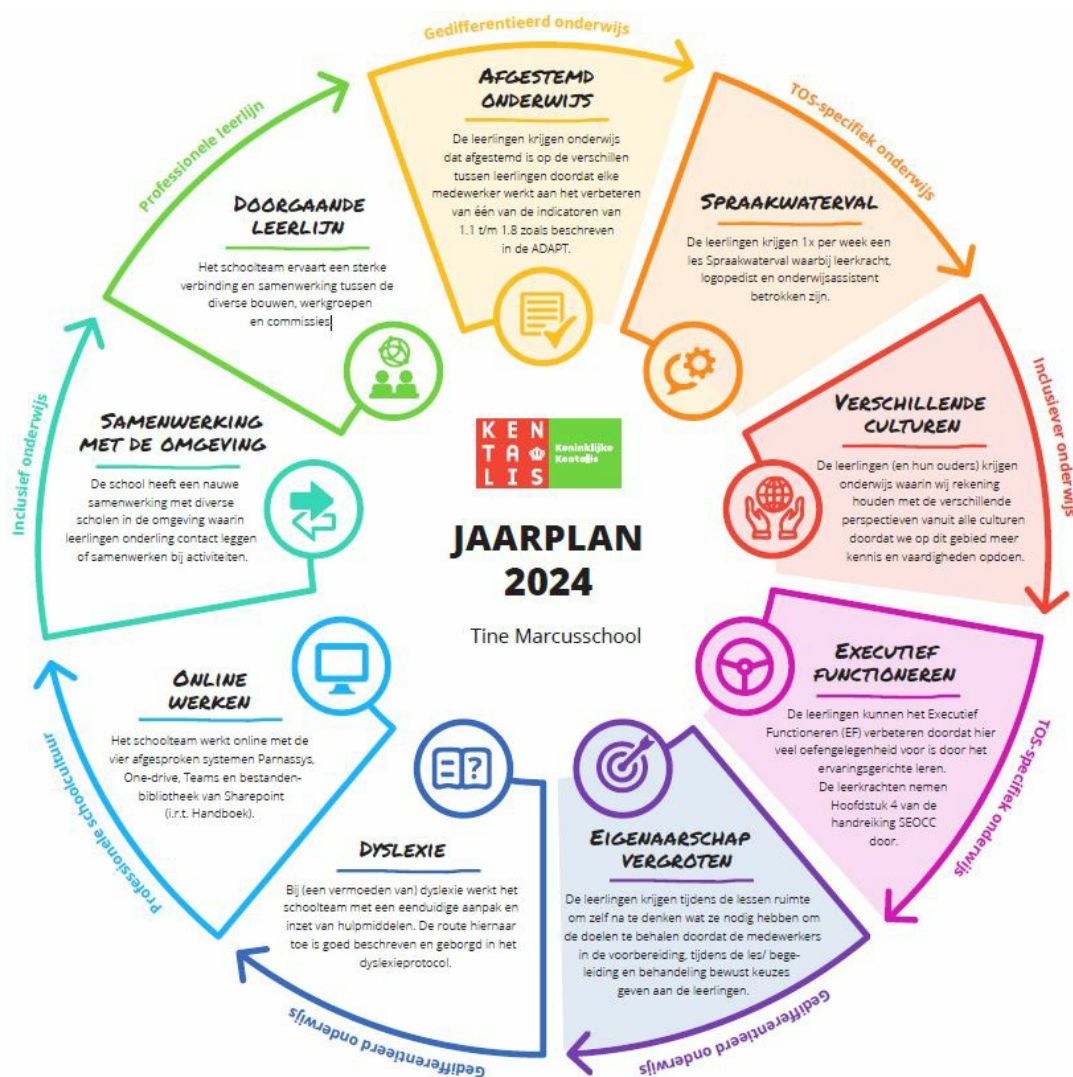 Gedifferentieerd onderwijs
AFGESTEMD
ONDERWIJS
De leerlingen krijgen onderwijs
dat afgestemd is op de verschillen
tussen leerlingen doordat elke
medewerker werkt aan het verbeteren
van één van de indicatoren van
1.1 t/m 1.8 zoals beschreven
in de ADAPT.
TOS-specifiek onderwijs
SPRAAKWATERVAL
De leerlingen krijgen 1x per week een
les Spraakwaterval waarbij leerkracht,
logopedist en onderwijsassistent
betrokken zijn.
Inclusiever onderwijs
VERSCHILLENDE
CULTUREN
De leerlingen (en hun ouders) krijgen
onderwijs waarin wij rekening
houden met de verschillende
perspectieven vanuit alle culturen
doordat we op dit gebied meer
kennis en vaardigheden opdoen.
TOS-specifiek onderwijs
EXECUTIEF
FUNCTIONEREN
De leerlingen kunnen het Executief
Functioneren (EF) verbeteren doordat hier
veel oefengelegenheid voor is door het
ervaringsgerichte leren.
De leerkrachten nemen
Hoofdstuk 4 van de
handreiking SEOCC
door.
Gedifferentieerd onderwijs
EIGENAARSCHAP
VERGROTEN
De leerlingen krijgen tijdens de lessen ruimte
om zelf na te denken wat ze nodig hebben om
de doelen te behalen doordat de medewerkers
in de voorbereiding, tijdens de les/ bege-
leiding en behandeling bewust keuzes
geven aan de leerlingen.
Gedifferentieerd onderwijs
DYSLEXIE
Bij (een vermoeden van) dyslexie werkt het
schoolteam met een eenduidige aanpak en
inzet van hulpmiddelen. De route hiernaar
toe is goed beschreven en geborgd in het
dyslexieprotocol.
Professionele schoolcultuur
ONLINE
WERKEN
Het schoolteam werkt online met de
vier afgesproken systemen Parnassys,
One-drive, Teams en bestanden-
bibliotheek van Sharepoint
(i.r.t. Handboek).
Inclusief onderwijs
SAMENWERKING
MET DE OMGEVING
De school heeft een nauwe
samenwerking met diverse
scholen in de omgeving waarin
leerlingen onderling contact leggen
of samenwerken bij activiteiten.
Professionele leerlijn
DOORGAANDE
LEERLIJN
Het schoolteam ervaart een sterke
verbinding en samenwerking tussen de
diverse bouwen, werkgroepen
en commissies
KEN
TA
LIS
Koninklijke
Kentalis
JAARPLAN
2024
Tine Marcusschool
?